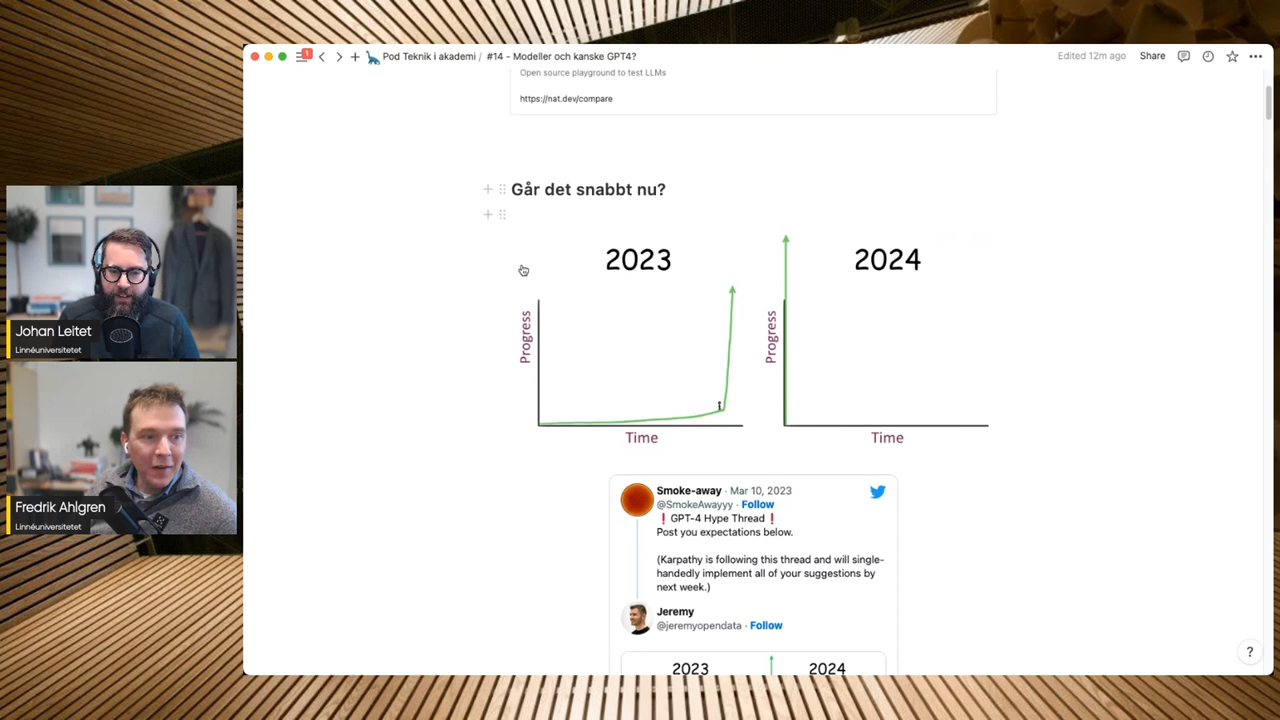 Pod Teknik i akademi / #14 - Modeller och kanske GPT4?
Edited 12m ago
Share
1
Open source playground to test LLMs
https://nat.dev/compare
Går det snabbt nu?
2023
Progress
Time
2024
Progress
Time
Smoke-away · Mar 10, 2023
@SmokeAwayyy · Follow
❗ GPT-4 Hype Thread ❗
Post you expectations below.
(Karpathy is following this thread and will single-
handedly implement all of your suggestions by
next week.)
Jeremy
@jeremyopendata · Follow
2023
2024
?
Johan Leitet
Linnéuniversitetet
Fredrik Ahlgren
Linnéuniversitetet